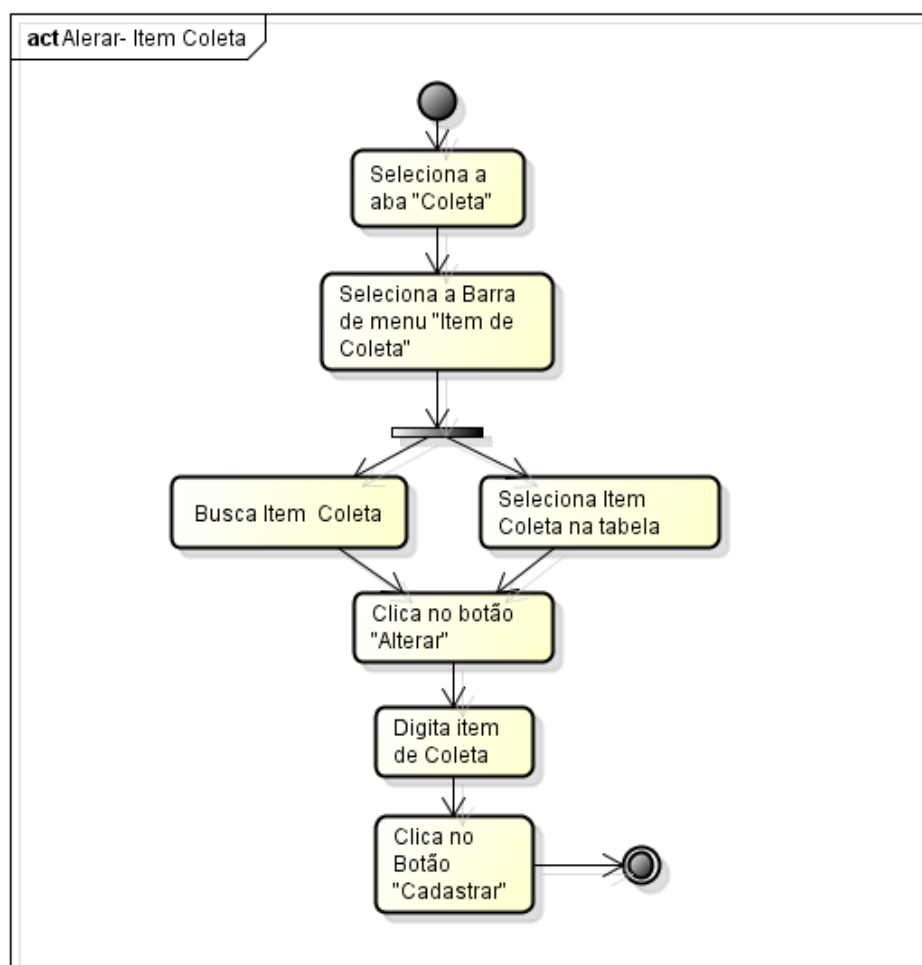 act Alerar- Item Coleta
Seleciona a
aba "Coleta"
Seleciona a Barra
de menu "Item de
Coleta"
Busca Item  Coleta
Seleciona Item
Coleta na tabela
Clica no botão
"Alterar"
Digita item
de Coleta
Clica no
Botão
"Cadastrar"